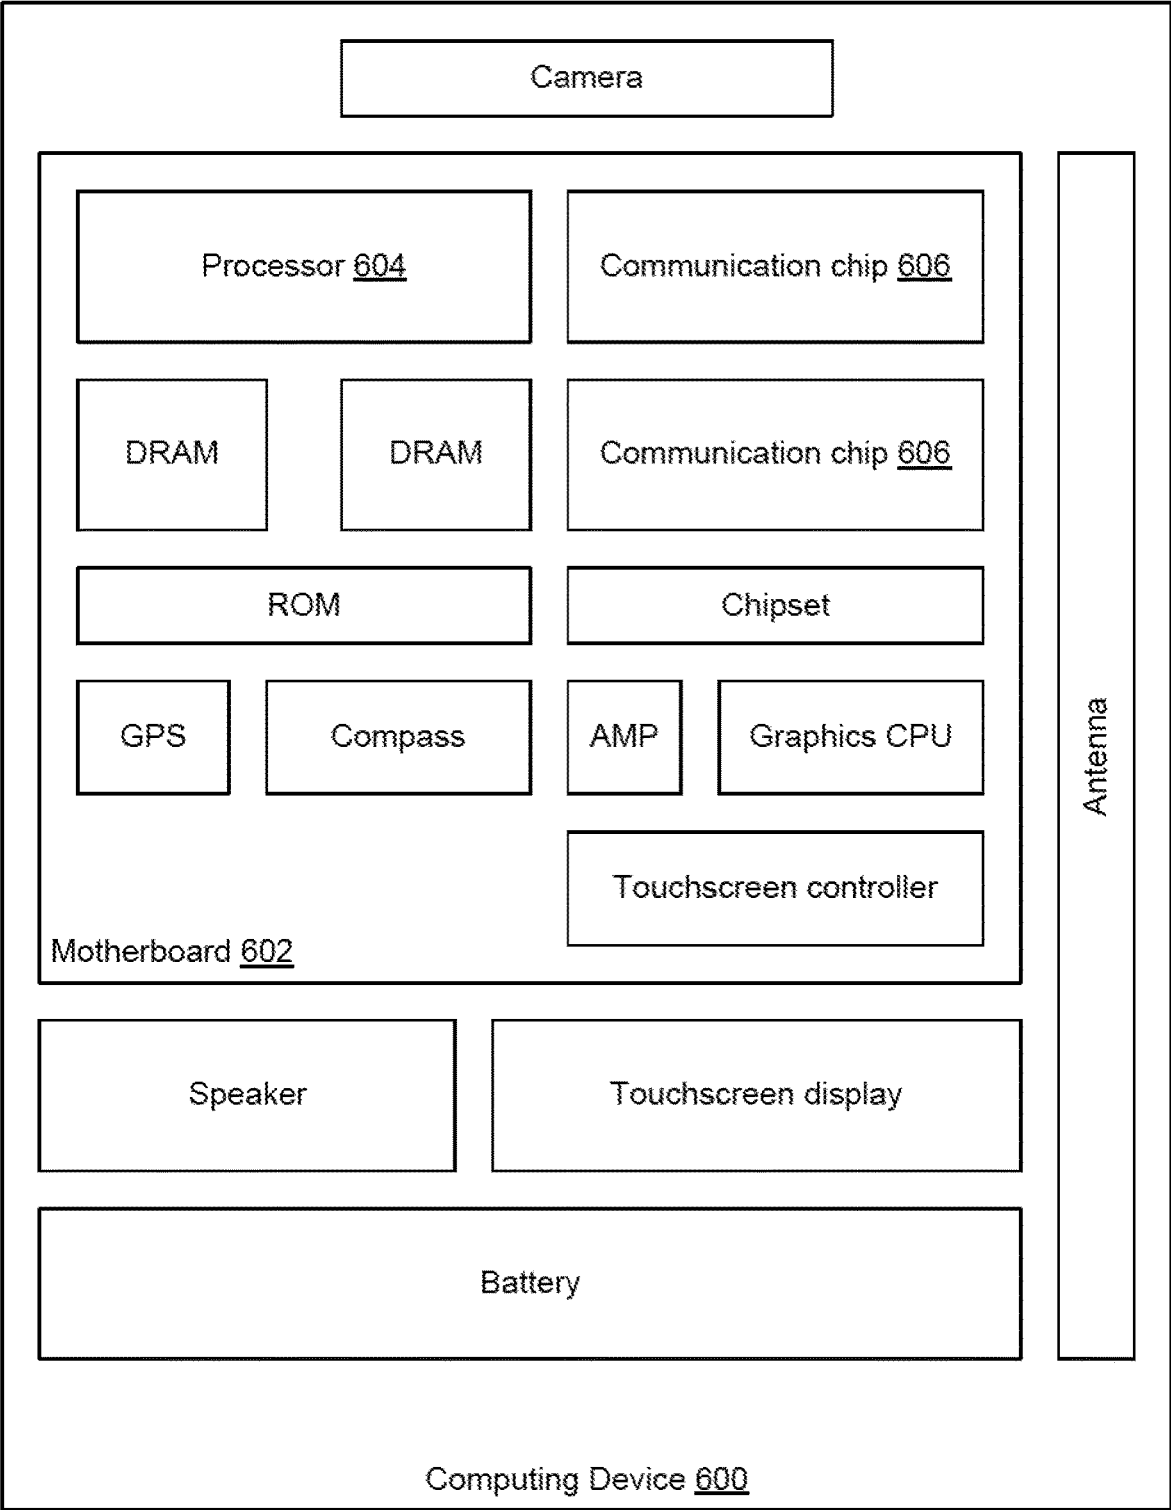 Camera
Processor 604
Communication chip 606
DRAM
DRAM
Communication chip 606
ROM
Chipset
GPS
Compass
AMP
Graphics CPU
Touchscreen controller
Motherboard 602
Antenna
Speaker
Touchscreen display
Battery
Computing Device 600